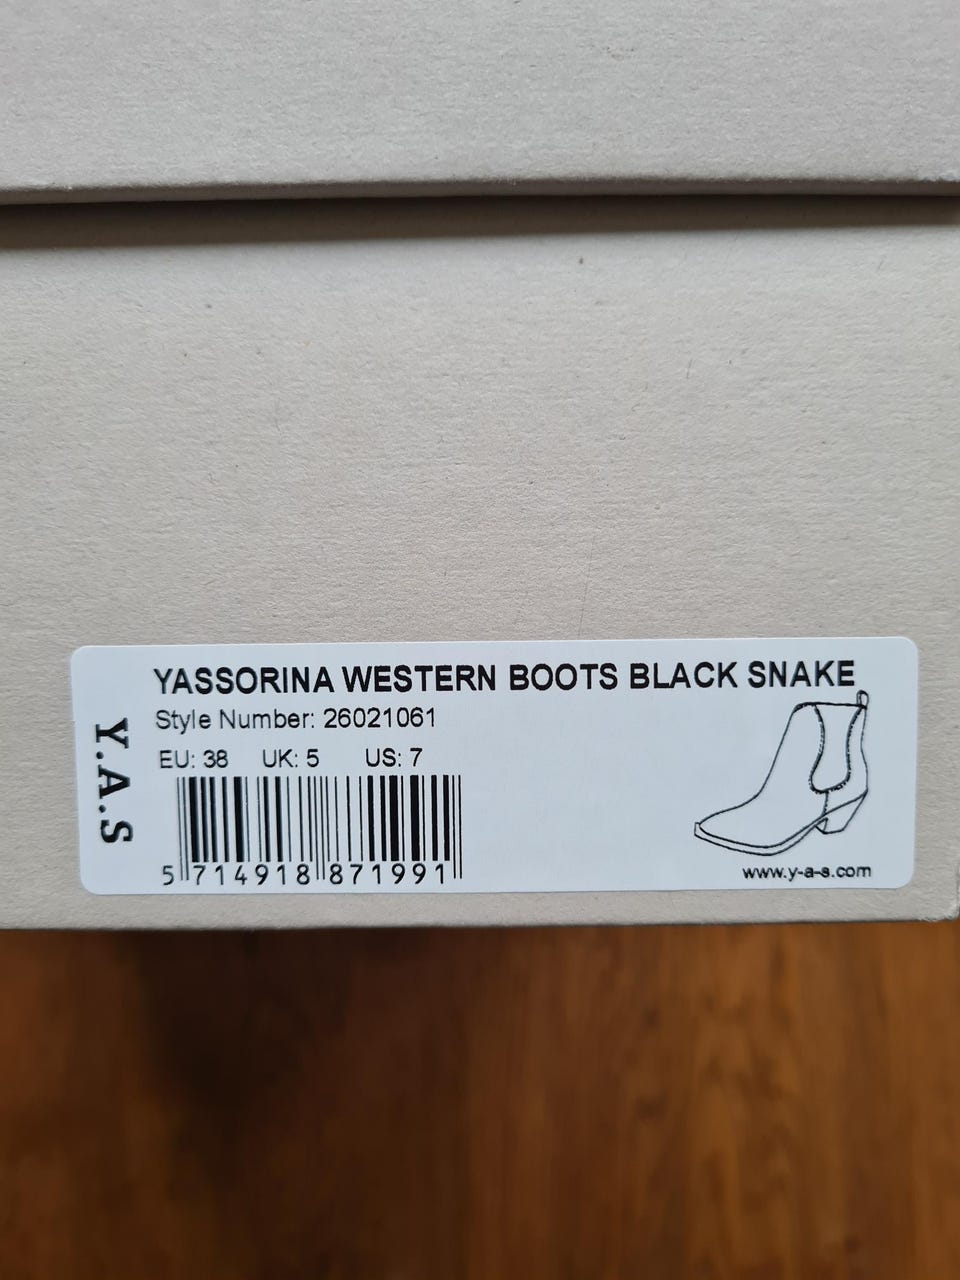 YASSORINA WESTERN BOOTS BLACK SNAKE
Style Number: 26021061
EU: 38 UK: 5 US: 7
5 714918 871991
Y.A.S
www.y-a-s.com